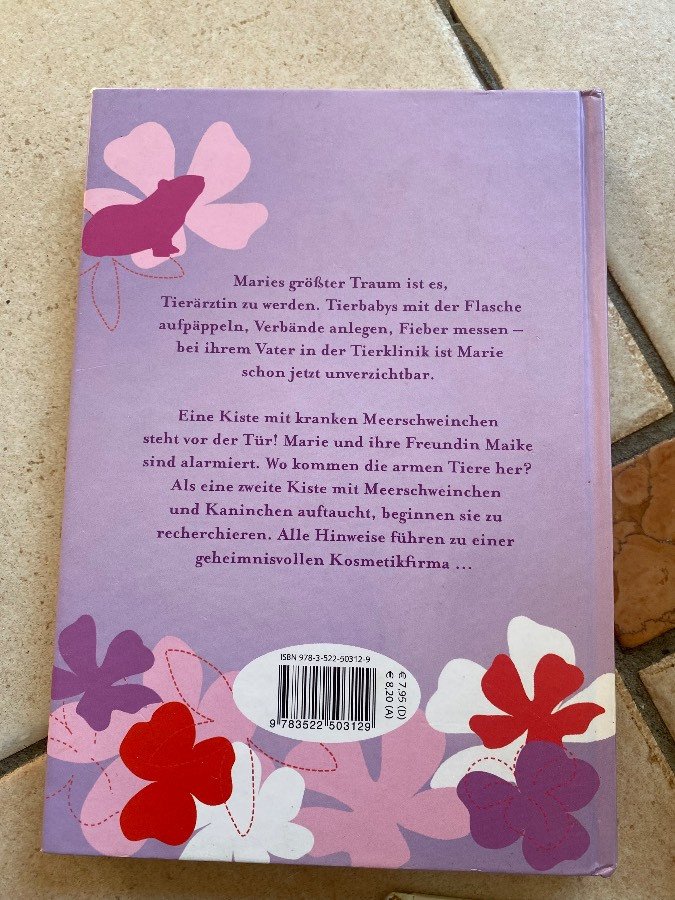 Maries größter Traum ist es,
Tierärztin zu werden. Tierbabys mit der Flasche
aufpäppeln, Verbände anlegen, Fieber messen –
bei ihrem Vater in der Tierklinik ist Marie
schon jetzt unverzichtbar.
Eine Kiste mit kranken Meerschweinchen
steht vor der Tür! Marie und ihre Freundin Maike
sind alarmiert. Wo kommen die armen Tiere her?
Als eine zweite Kiste mit Meerschweinchen
und Kaninchen auftaucht, beginnen sie zu
recherchieren. Alle Hinweise führen zu einer
geheimnisvollen Kosmetikfirma ...
ISBN 978-3-522-50312-9
9 783522 503129
€ 7,95 (D)
€ 8,20 (A)